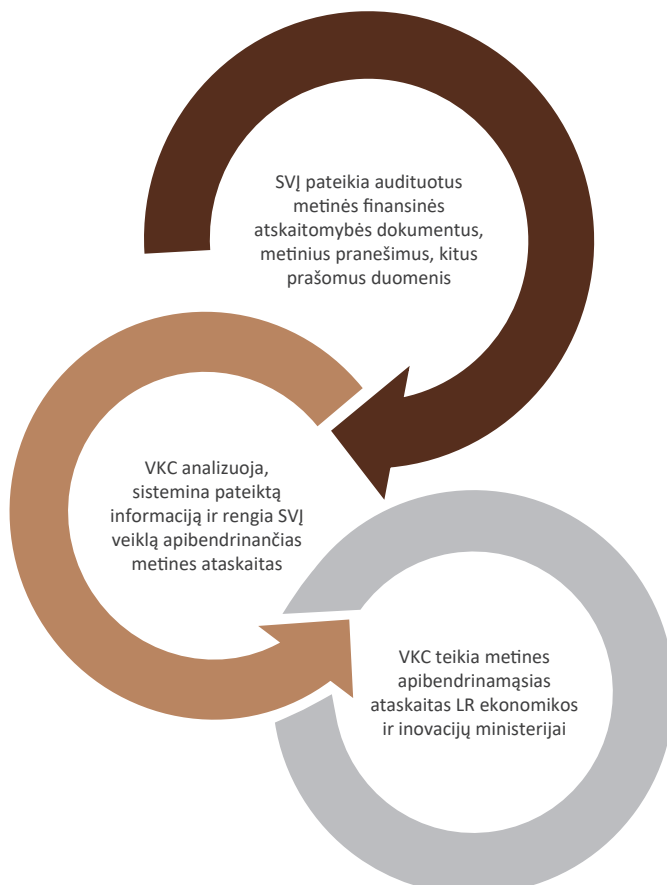 SVĮ pateikia audituotus
metinės finansinės
atskaitomybės dokumentus,
metinius pranešimus, kitus
prašomus duomenis
VKC analizuoja,
sistemina pateiktą
informaciją ir rengia SVĮ
veiklą apibendrinančias
metines ataskaitas
VKC teikia metines
apibendrinamąsias
ataskaitas LR ekonomikos
ir inovacijų ministerijai